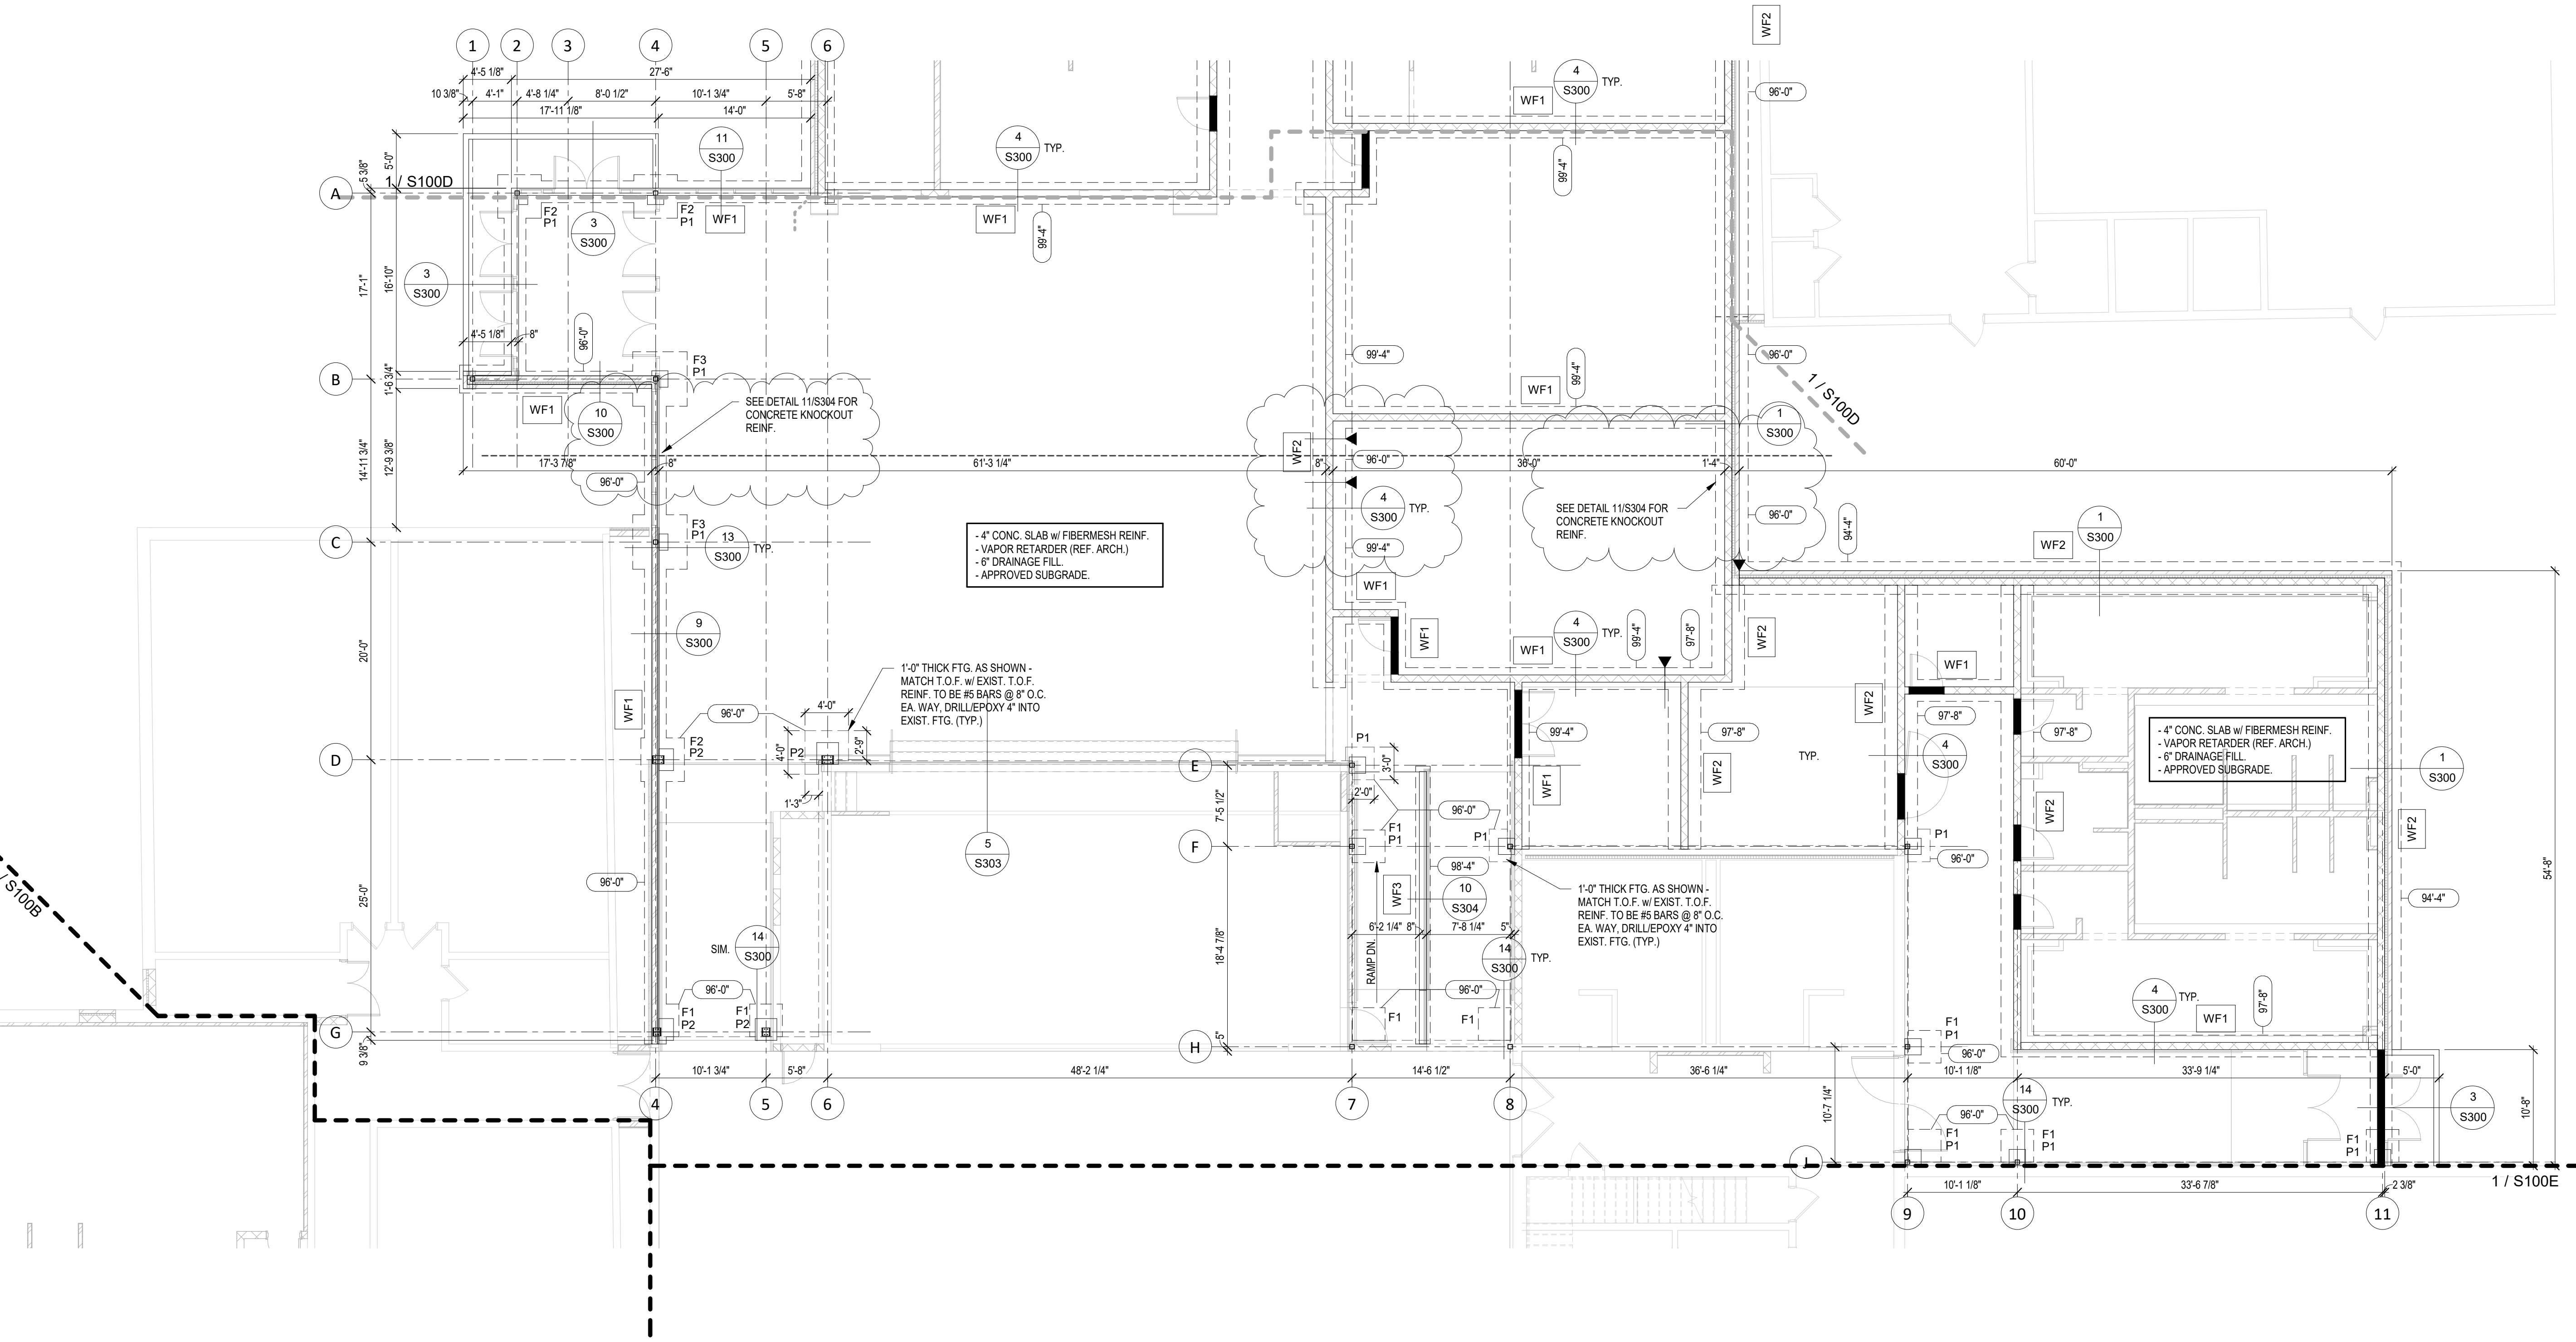 WF2
1
2
3
4
5
6
4'-5 1/8"
27'-6"
10 3/8"
4'-1"
4'-8 1/4"
8'-0 1/2"
10'-1 3/4"
5'-8"
17'-11 1/8"
14'-0"
4
S300
TYP.
WF1
96'-0"
11
S300
4
S300
TYP.
99'-4"
5'-0"
5 3/8"
1 / S100D
A
F2
P1
F2
P1
WF1
WF1
99'-4"
3
S300
3
S300
17'-1"
16'-10"
4'-5 1/8"
8"
96'-0"
99'-4"
99'-4"
96'-0"
1 / S100D
B
F3
P1
1'-6 3/4"
WF1
10
S300
SEE DETAIL 11/S304 FOR
CONCRETE KNOCKOUT
REINF.
WF1
1
S300
WF2
14'-11 3/4"
12'-9 3/8"
17'-3 7/8"
8"
61'-3 1/4"
8"
96'-0"
36'-0"
1'-4"
60'-0"
96'-0"
4
S300
TYP.
SEE DETAIL 11/S304 FOR
CONCRETE KNOCKOUT
REINF.
96'-0"
94'-4"
1
S300
WF2
C
F3
P1
13
S300
TYP.
- 4" CONC. SLAB w/ FIBERMESH REINF.
- VAPOR RETARDER (REF. ARCH.)
- 6" DRAINAGE FILL.
- APPROVED SUBGRADE.
99'-4"
WF1
20'-0"
9
S300
WF1
WF1
4
S300
TYP.
99'-4"
97'-8"
WF2
WF1
1'-0" THICK FTG. AS SHOWN -
MATCH T.O.F. w/ EXIST. T.O.F.
REINF. TO BE #5 BARS @ 8" O.C.
EA. WAY, DRILL/EPOXY 4" INTO
EXIST. FTG. (TYP.)
WF1
96'-0"
4'-0"
WF2
97'-8"
97'-8"
- 4" CONC. SLAB w/ FIBERMESH REINF.
- VAPOR RETARDER (REF. ARCH.)
- 6" DRAINAGE FILL.
- APPROVED SUBGRADE.
D
F2
P2
4'-0"
P2
2'-9"
1'-3"
P1
E
3'-0"
2'-0"
99'-4"
97'-8"
WF1
WF2
TYP.
4
S300
1
S300
54'-8"
7'-5 1/2"
96'-0"
WF2
WF2
F
F1
P1
P1
P1
96'-0"
5
S303
96'-0"
98'-4"
WF3
10
S304
1'-0" THICK FTG. AS SHOWN -
MATCH T.O.F. w/ EXIST. T.O.F.
REINF. TO BE #5 BARS @ 8" O.C.
EA. WAY, DRILL/EPOXY 4" INTO
EXIST. FTG. (TYP.)
94'-4"
/ S100B
25'-0"
SIM.
14
S300
18'-4 7/8"
6'-2 1/4"
8"
7'-8 1/4"
5"
RAMP DN.
14
S300
TYP.
96'-0"
96'-0"
4
S300
TYP.
97'-8"
WF1
G
F1
P2
F1
P2
F1
F1
F1
P1
9 3/8"
H
5"
96'-0"
10'-1 3/4"
5'-8"
48'-2 1/4"
14'-6 1/2"
36'-6 1/4"
10'-1 1/8"
33'-9 1/4"
5'-0"
4
5
6
7
8
10'-7 1/4"
96'-0"
14
S300
TYP.
3
S300
10'-8"
F1
P1
F1
P1
F1
P1
J
1 / S100E
10'-1 1/8"
33'-6 7/8"
2 3/8"
9
10
11